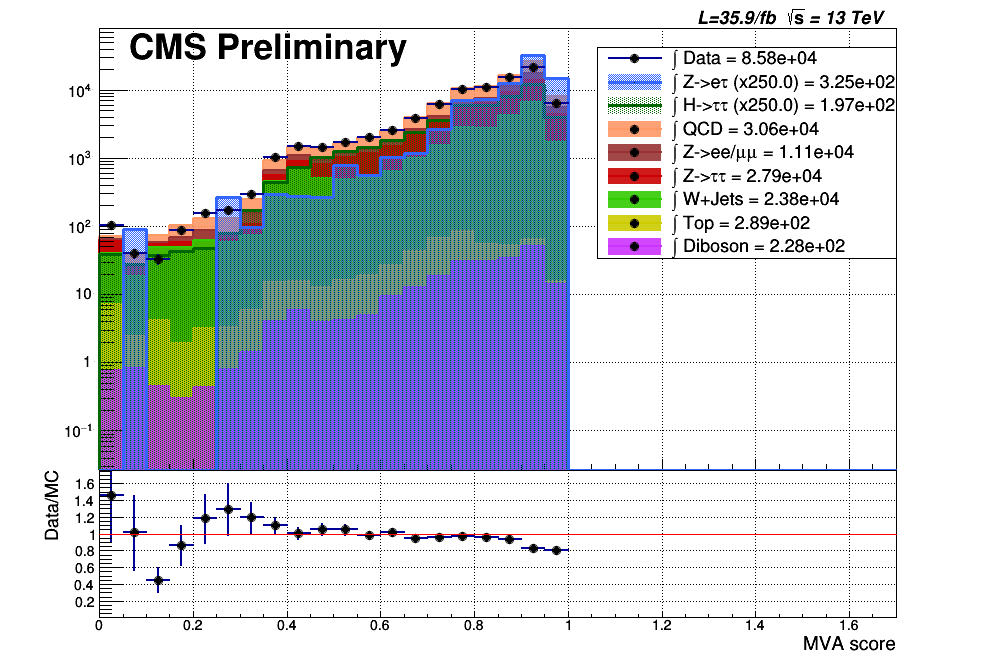 L=35.9/fb √s = 13 TeV
CMS Preliminary
∫ Data = 8.58e+04
∫ Z->eτ (x250.0) = 3.25e+02
∫ H->ττ (x250.0) = 1.97e+02
∫ QCD = 3.06e+04
∫ Z->ee/μμ = 1.11e+04
∫ Z->ττ = 2.79e+04
∫ W+Jets = 2.38e+04
∫ Top = 2.89e+02
∫ Diboson = 2.28e+02
10⁴
10³
10²
10
1
10⁻¹
Data/MC
1.6
1.4
1.2
1
0.8
0.6
0.4
0.2
0 0.2 0.4 0.6 0.8 1 1.2 1.4 1.6
MVA score